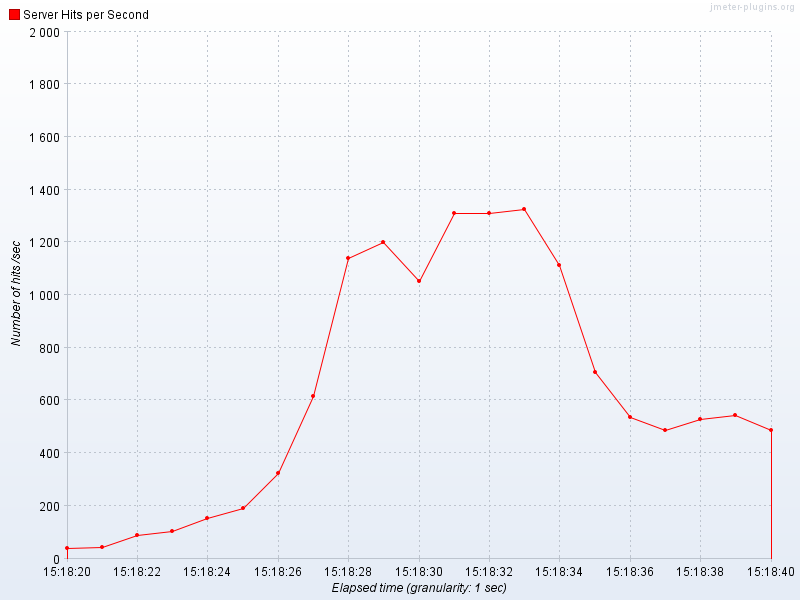 jmeter-plugins.org
Server Hits per Second
2 000
1 800
1 600
1 400
1 200
1 000
800
600
400
200
0
Number of hits /sec
15:18:20 15:18:22 15:18:24 15:18:26 15:18:28 15:18:30 15:18:32 15:18:34 15:18:36 15:18:38 15:18:40
Elapsed time (granularity: 1 sec)